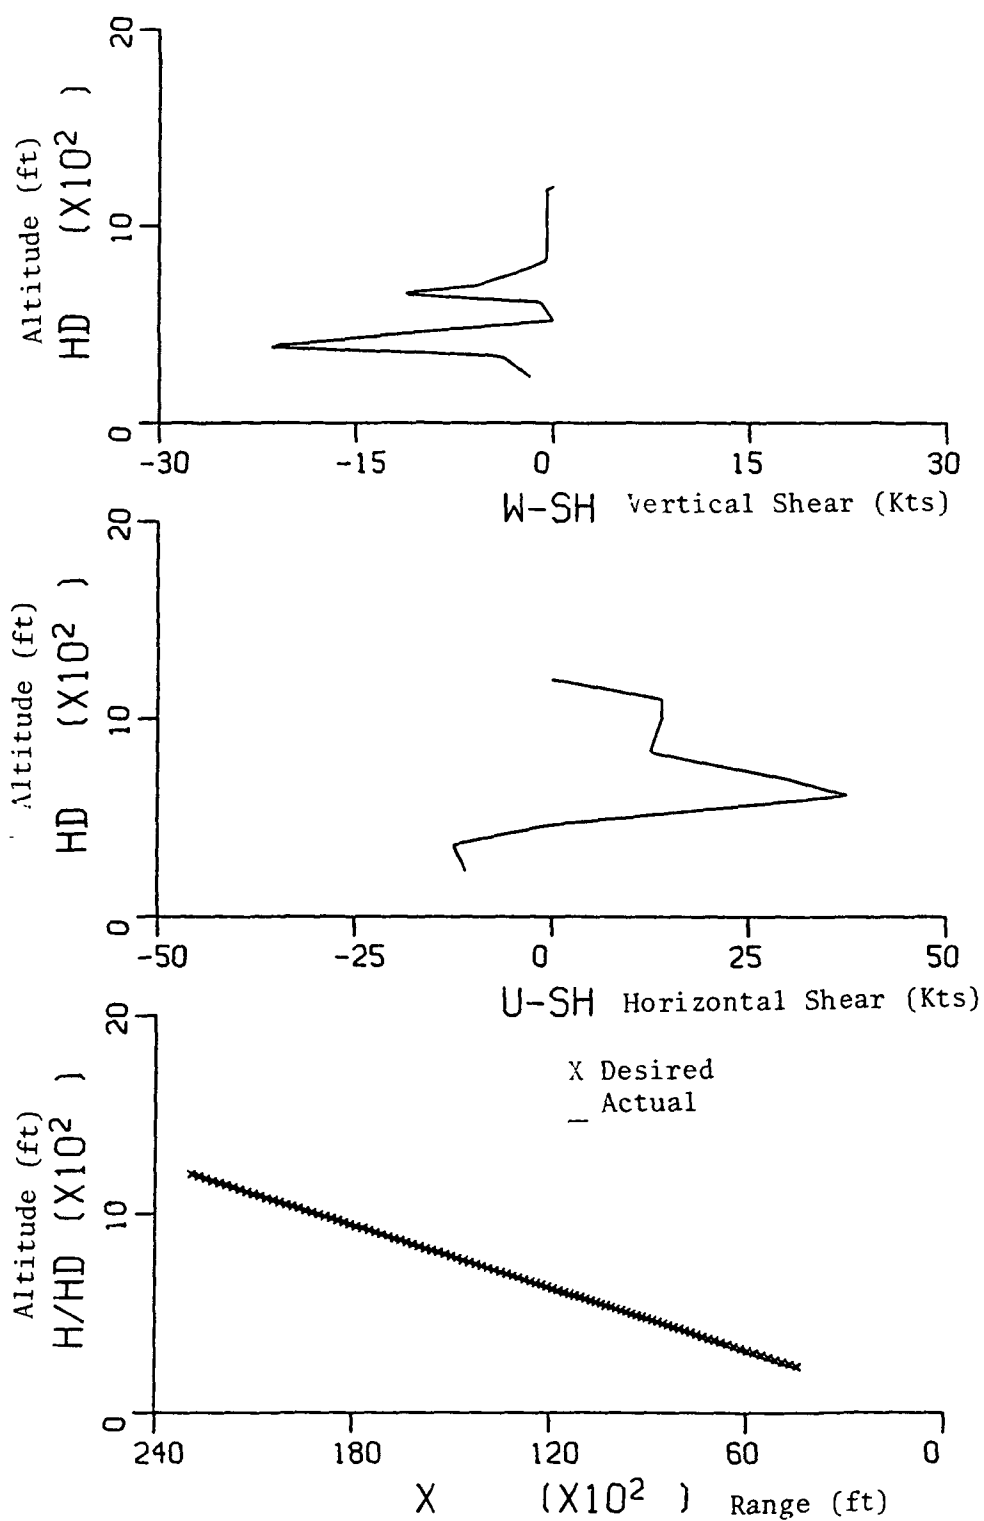 Altitude (ft)
HD (X10²)
20
10
0
-30 -15 0 15 30
W-SH Vertical Shear (Kts)
Altitude (ft)
HD (X10²)
20
10
0
-50 -25 0 25 50
U-SH Horizontal Shear (Kts)
X Desired
_ Actual
Altitude (ft)
H/HD (X10²)
20
10
0
240 180 120 60 0
X (X10²) Range (ft)